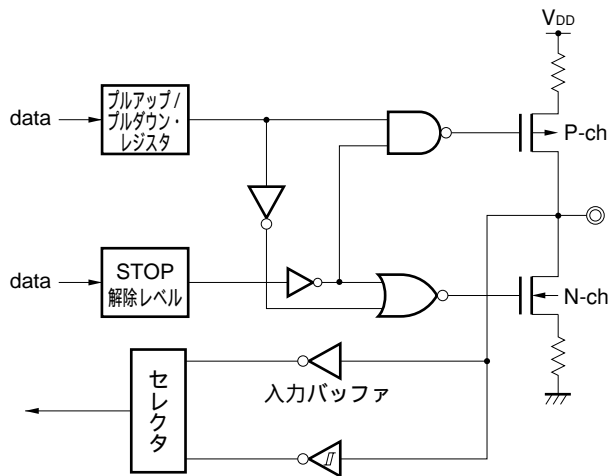 VDD
プルアップ/
プルダウン・
レジスタ
data
P-ch
data
STOP
解除レベル
N-ch
セレクタ
入力バッファ